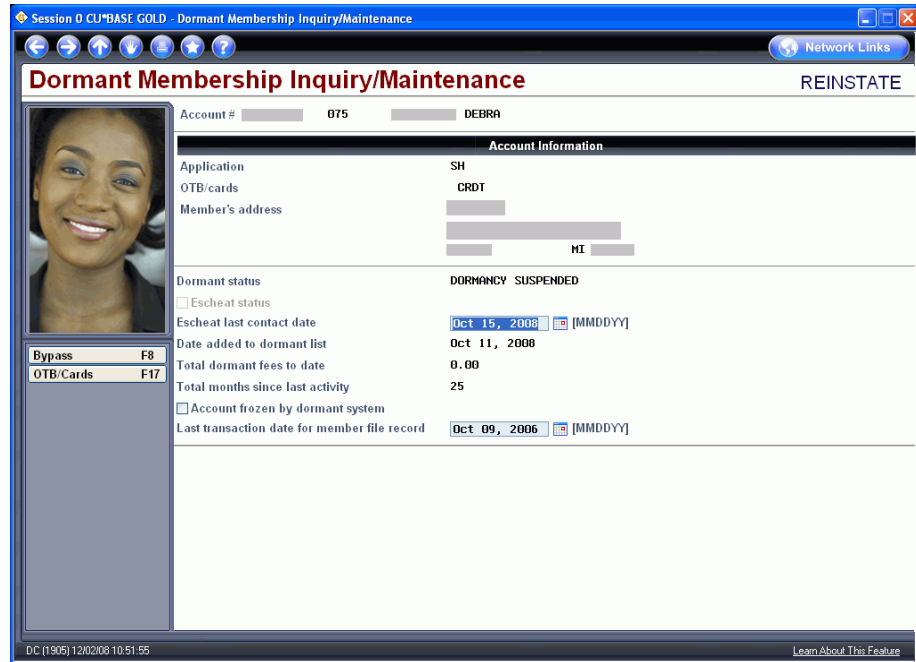 Session 0 CU*BASE GOLD - Dormant Membership Inquiry/Maintenance
Network Links
Dormant Membership Inquiry/Maintenance REINSTATE
Account # 075 DEBRA
Account Information
Application SH
OTB/cards CRDT
Member's address
MI
Dormant status DORMANCY SUSPENDED
Escheat status
Escheat last contact date Oct 15, 2008 [MMDDYY]
Date added to dormant list Oct 11, 2008
Total dormant fees to date 0.00
Total months since last activity 25
Account frozen by dormant system
Last transaction date for member file record Oct 09, 2006 [MMDDYY]
Bypass F8
OTB/Cards F17
DC (1905) 12/02/08 10:51:55 Learn About This Feature